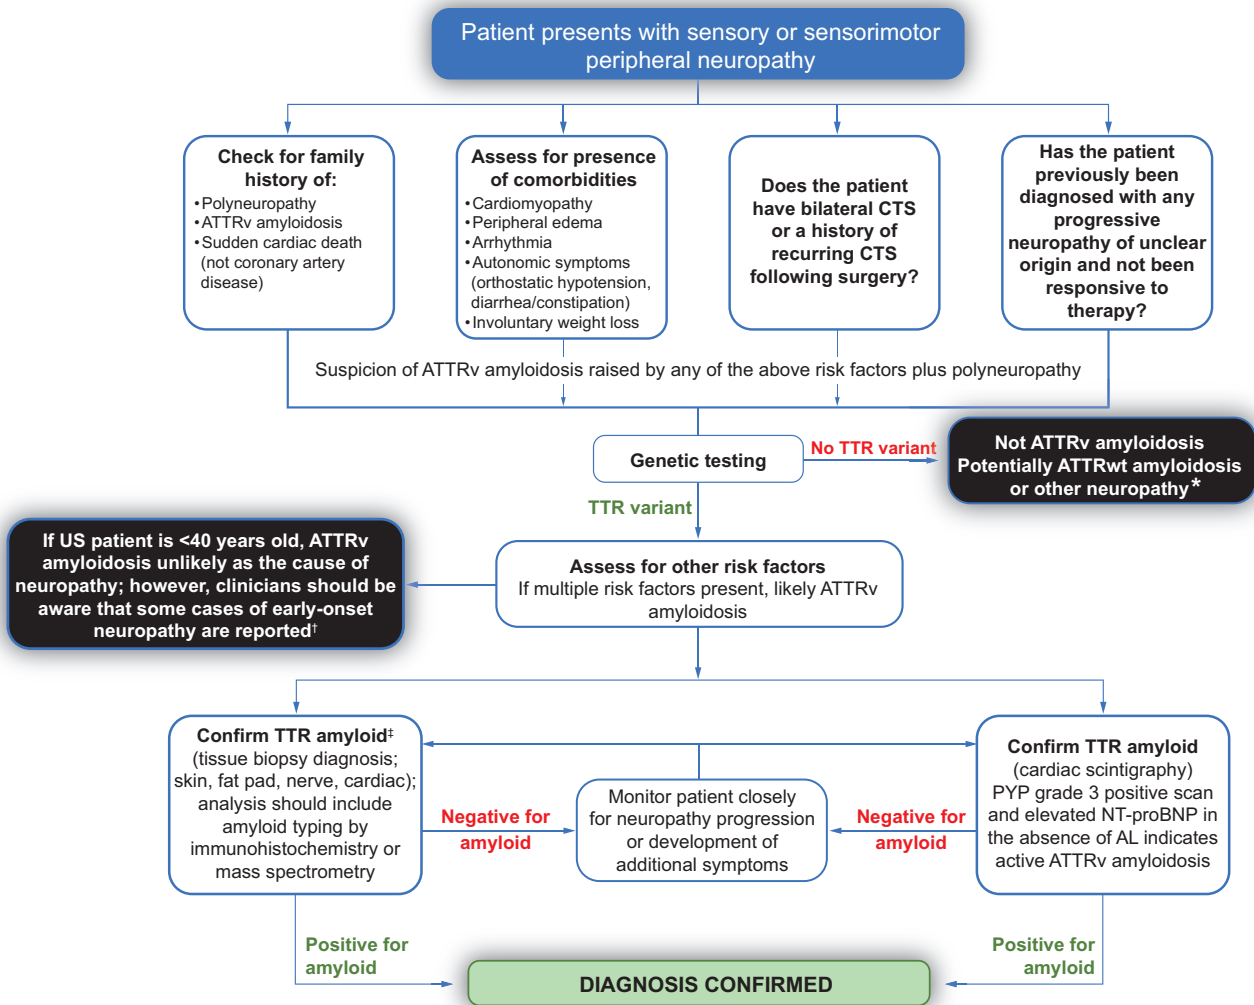 Patient presents with sensory or sensorimotor
peripheral neuropathy
Check for family
history of:
• Polyneuropathy
• ATTRv amyloidosis
• Sudden cardiac death
(not coronary artery
disease)
Assess for presence
of comorbidities
• Cardiomyopathy
• Peripheral edema
• Arrhythmia
• Autonomic symptoms
(orthostatic hypotension,
diarrhea/constipation)
• Involuntary weight loss
Does the patient
have bilateral CTS
or a history of
recurring CTS
following surgery?
Has the patient
previously been
diagnosed with any
progressive
neuropathy of unclear
origin and not been
responsive to
therapy?
Suspicion of ATTRv amyloidosis raised by any of the above risk factors plus polyneuropathy
Genetic testing
No TTR variant
Not ATTRv amyloidosis
Potentially ATTRwt amyloidosis
or other neuropathy*
TTR variant
If US patient is <40 years old, ATTRv
amyloidosis unlikely as the cause of
neuropathy; however, clinicians should be
aware that some cases of early-onset
neuropathy are reported†
Assess for other risk factors
If multiple risk factors present, likely ATTRv
amyloidosis
Confirm TTR amyloid‡
(tissue biopsy diagnosis;
skin, fat pad, nerve, cardiac);
analysis should include
amyloid typing by
immunohistochemistry or
mass spectrometry
Negative for
amyloid
Monitor patient closely
for neuropathy progression
or development of
additional symptoms
Negative for
amyloid
Confirm TTR amyloid
(cardiac scintigraphy)
PYP grade 3 positive scan
and elevated NT-proBNP in
the absence of AL indicates
active ATTRv amyloidosis
Positive for
amyloid
DIAGNOSIS CONFIRMED
Positive for
amyloid